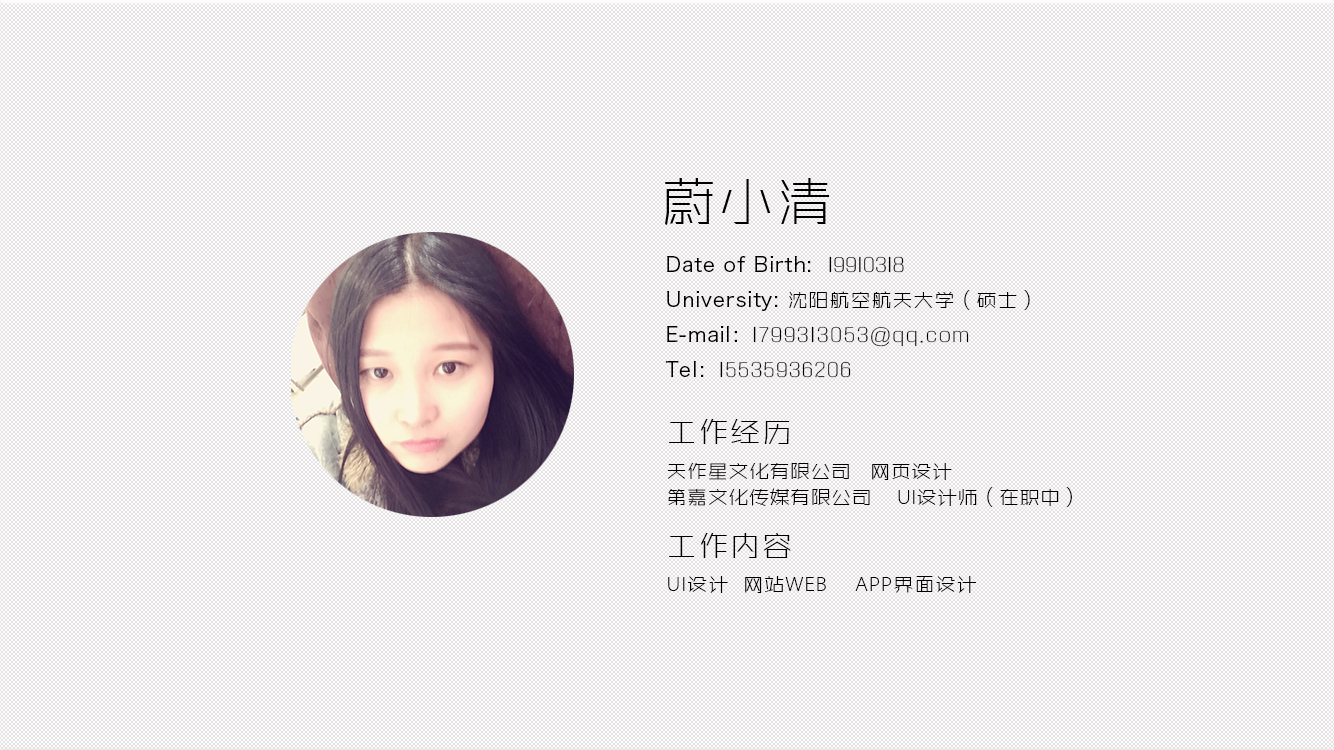 蔚小清
Date of Birth: 19910318
University: 沈阳航空航天大学（硕士）
E-mail: 1799313053@qq.com
Tel: 15535936206
工作经历
天作星文化有限公司 网页设计
第嘉文化传媒有限公司 UI设计师（在职中）
工作内容
UI设计 网站WEB APP界面设计